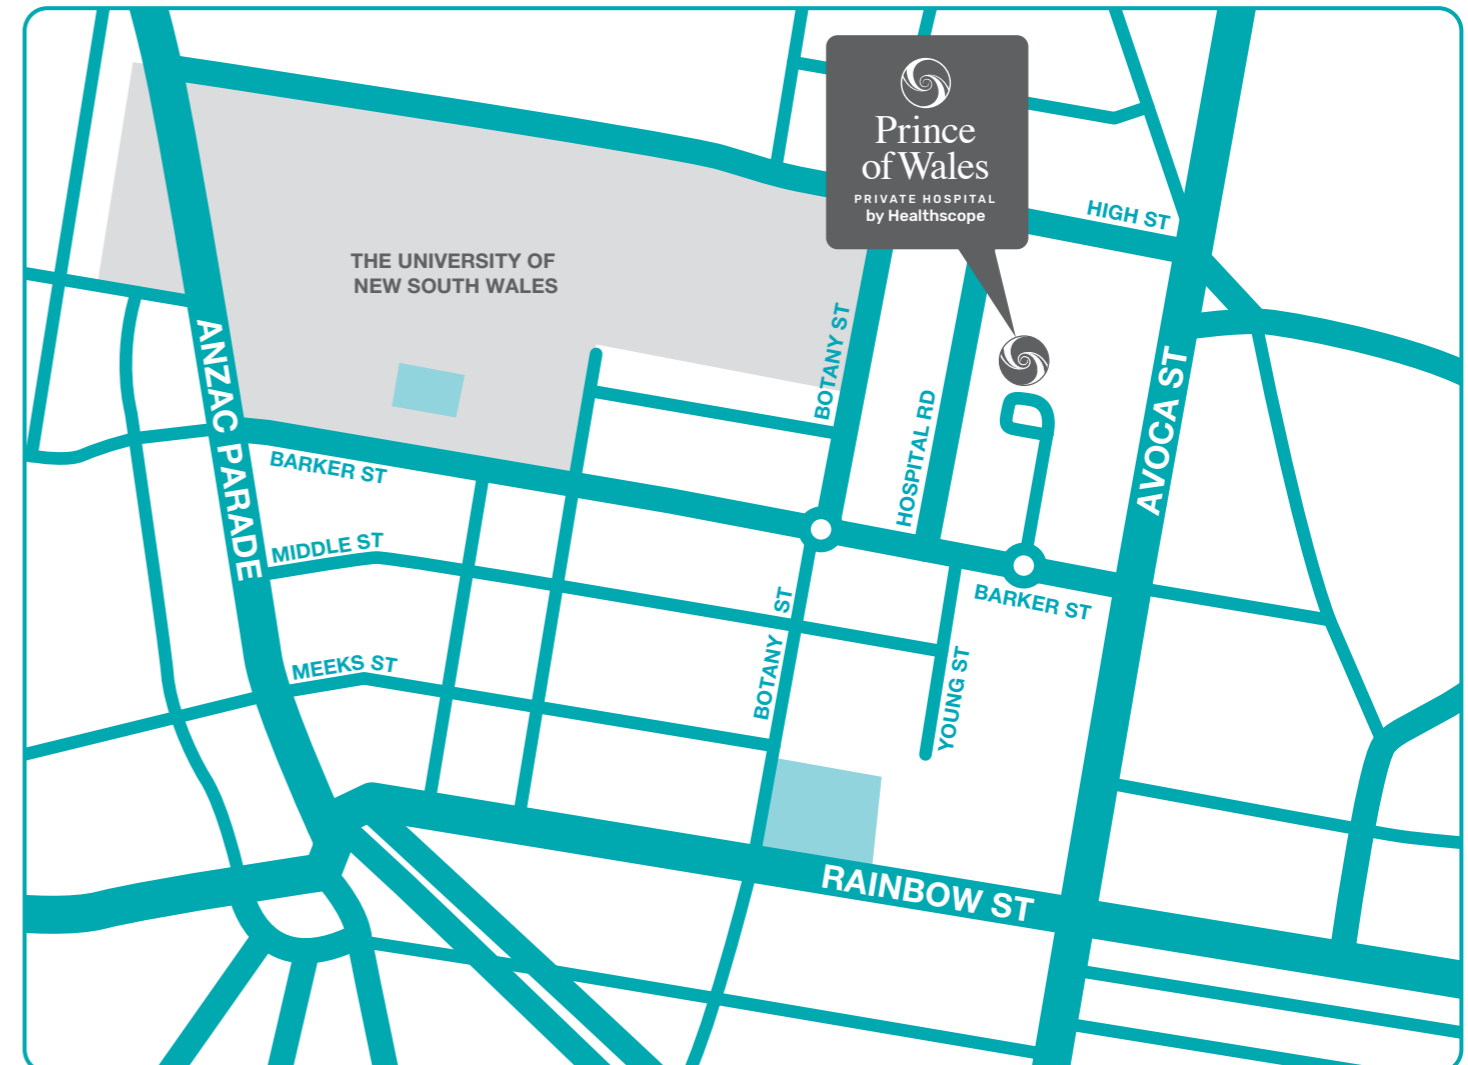 Prince
of Wales
PRIVATE HOSPITAL
by Healthscope
HIGH ST
THE UNIVERSITY OF
NEW SOUTH WALES
BOTANY ST
ANZAC PARADE
AVOCA ST
HOSPITAL RD
BARKER ST
MIDDLE ST
BARKER ST
BOTANY ST
MEEKS ST
YOUNG ST
RAINBOW ST